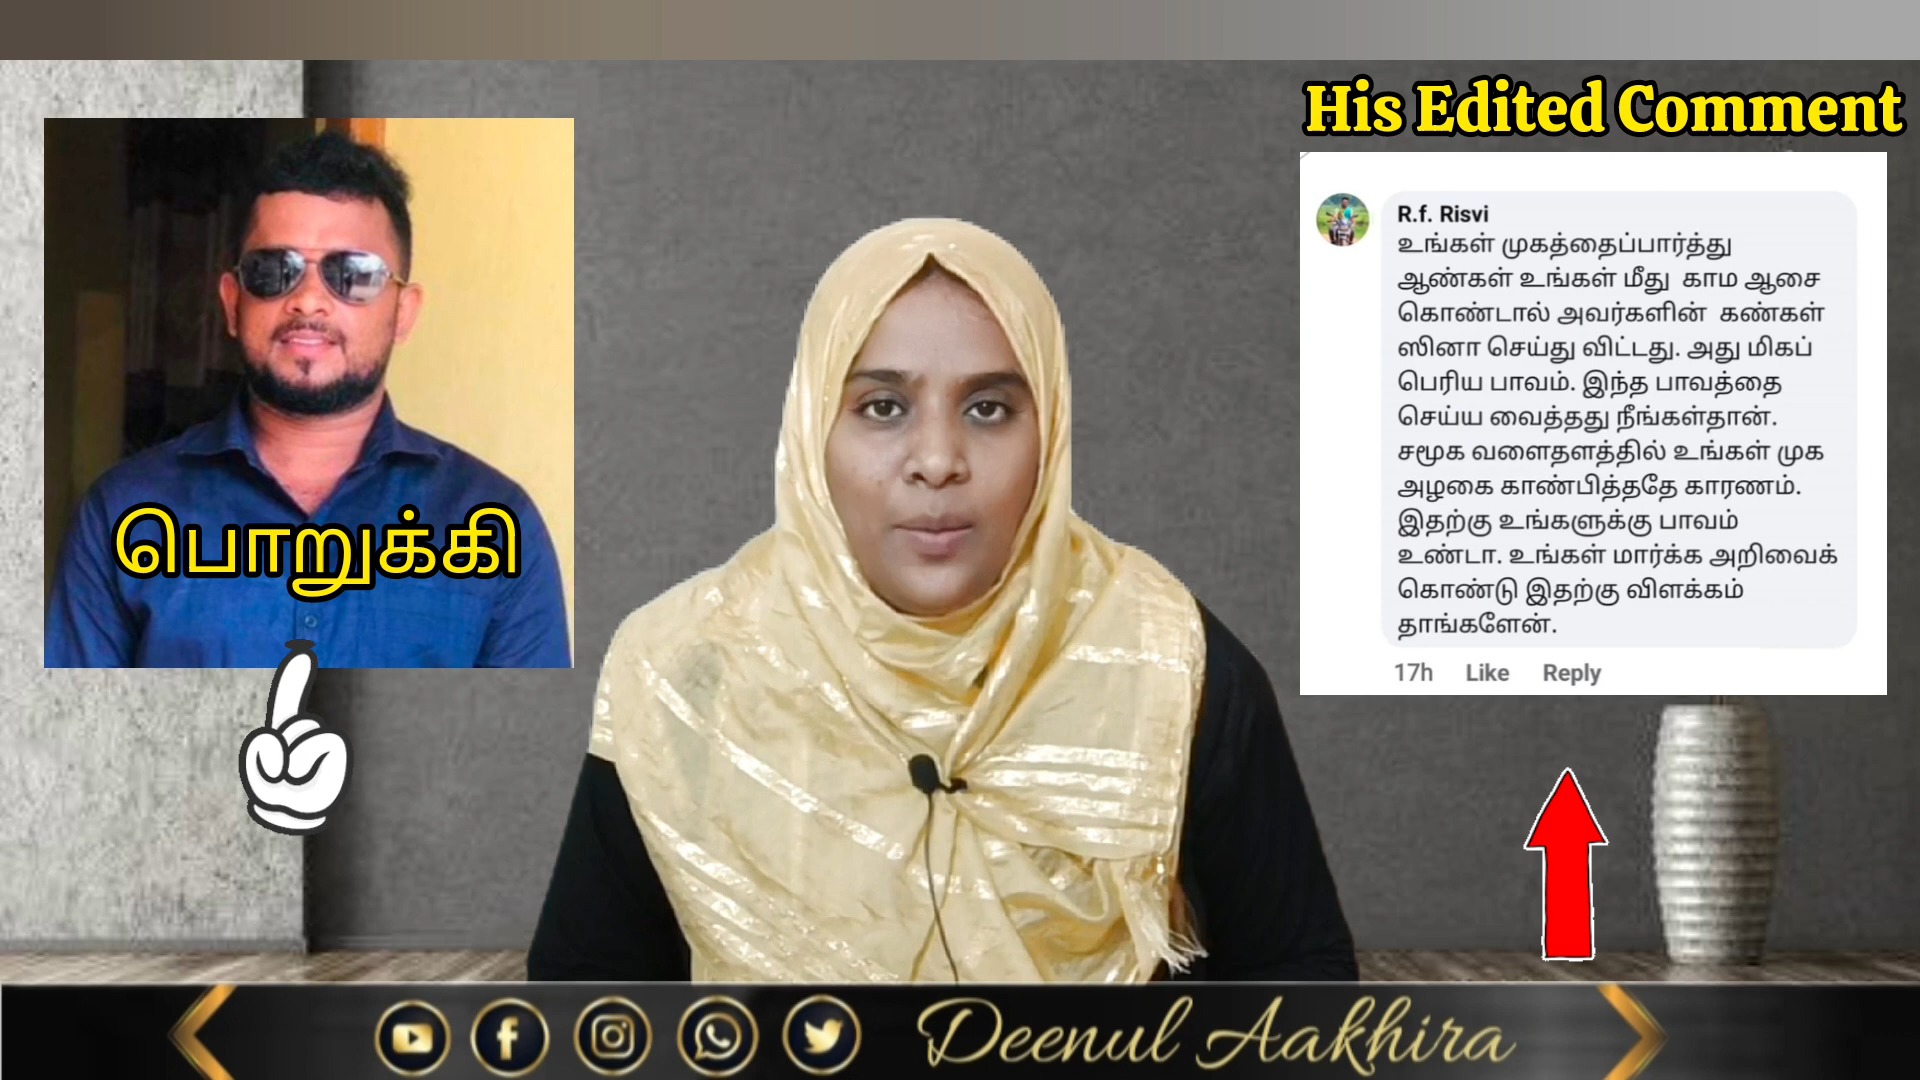 His Edited Comment
பொறுக்கி
R.f. Risvi
உங்கள் முகத்தைப்பார்த்து
ஆண்கள் உங்கள் மீது காம ஆசை
கொண்டால் அவர்களின் கண்கள்
ஸினா செய்து விட்டது. அது மிகப்
பெரிய பாவம். இந்த பாவத்தை
செய்ய வைத்தது நீங்கள்தான்.
சமூக வளைதளத்தில் உங்கள் முக
அழகை காண்பித்ததே காரணம்.
இதற்கு உங்களுக்கு பாவம்
உண்டா. உங்கள் மார்க்க அறிவைக்
கொண்டு இதற்கு விளக்கம்
தாங்களேன்.
17h Like Reply
Deenul Aakhira